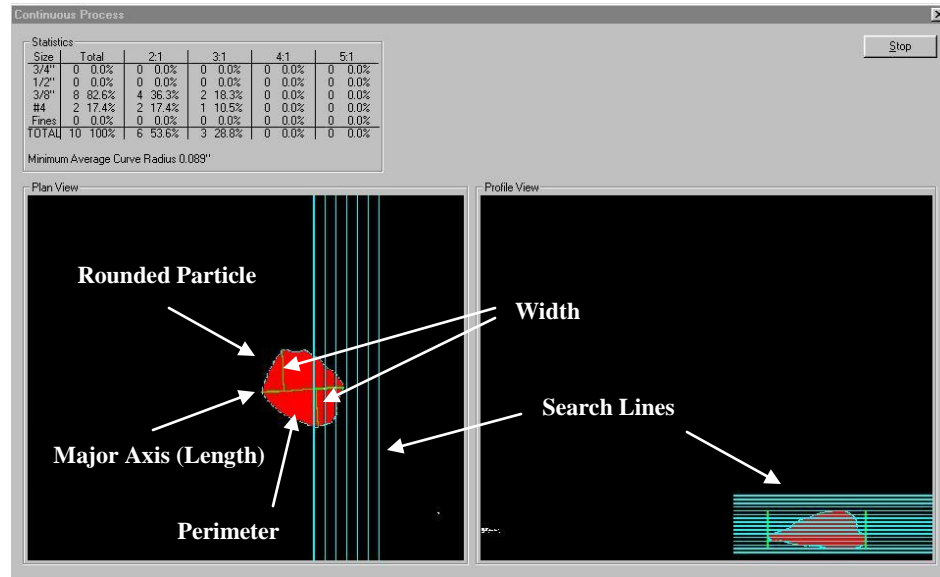 Continuous Process
Statistics
Size Total 2:1 3:1 4:1 5:1
3/4" 0 0.0% 0 0.0% 0 0.0% 0 0.0% 0 0.0%
1/2" 0 0.0% 0 0.0% 0 0.0% 0 0.0% 0 0.0%
3/8" 8 82.6% 4 36.3% 2 18.3% 0 0.0% 0 0.0%
#4 2 17.4% 2 17.4% 1 10.5% 0 0.0% 0 0.0%
Fines 0 0.0% 0 0.0% 0 0.0% 0 0.0% 0 0.0%
TOTAL 10 100% 6 53.6% 3 28.8% 0 0.0% 0 0.0%
Minimum Average Curve Radius 0.089"
Stop
Plan View
Rounded Particle
Width
Major Axis (Length)
Perimeter
Profile View
Search Lines